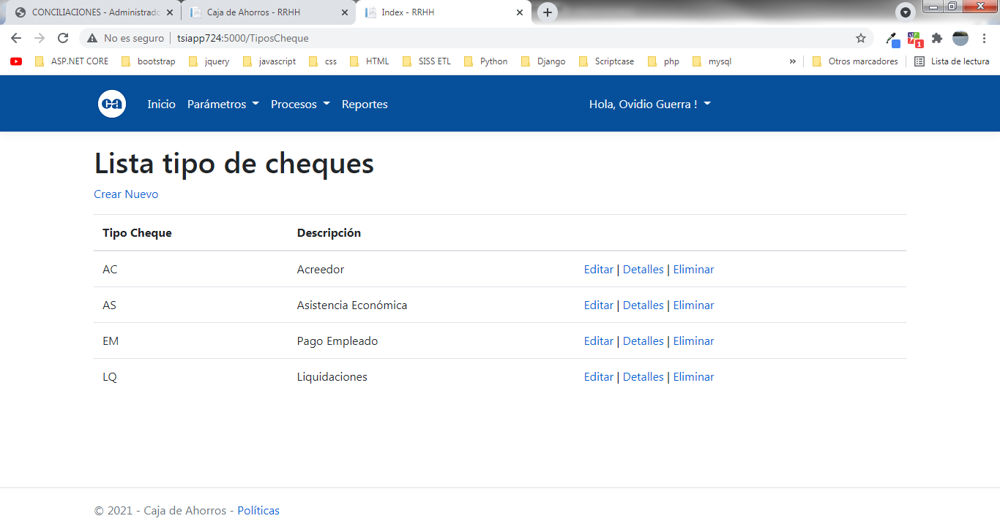 CONCILIACIONES - Administrado
Caja de Ahorros - RRHH
Index - RRHH
No es seguro | tsiapp724:5000/TiposCheque
ASP.NET CORE bootstrap jquery javascript css HTML SISS ETL Python Django Scriptcase php mysql » Otros marcadores Lista de lectura
1
ca Inicio Parámetros Procesos Reportes Hola, Ovidio Guerra !
Lista tipo de cheques
Crear Nuevo
Tipo Cheque Descripción
AC Acreedor Editar | Detalles | Eliminar
AS Asistencia Económica Editar | Detalles | Eliminar
EM Pago Empleado Editar | Detalles | Eliminar
LQ Liquidaciones Editar | Detalles | Eliminar
© 2021 - Caja de Ahorros - Políticas